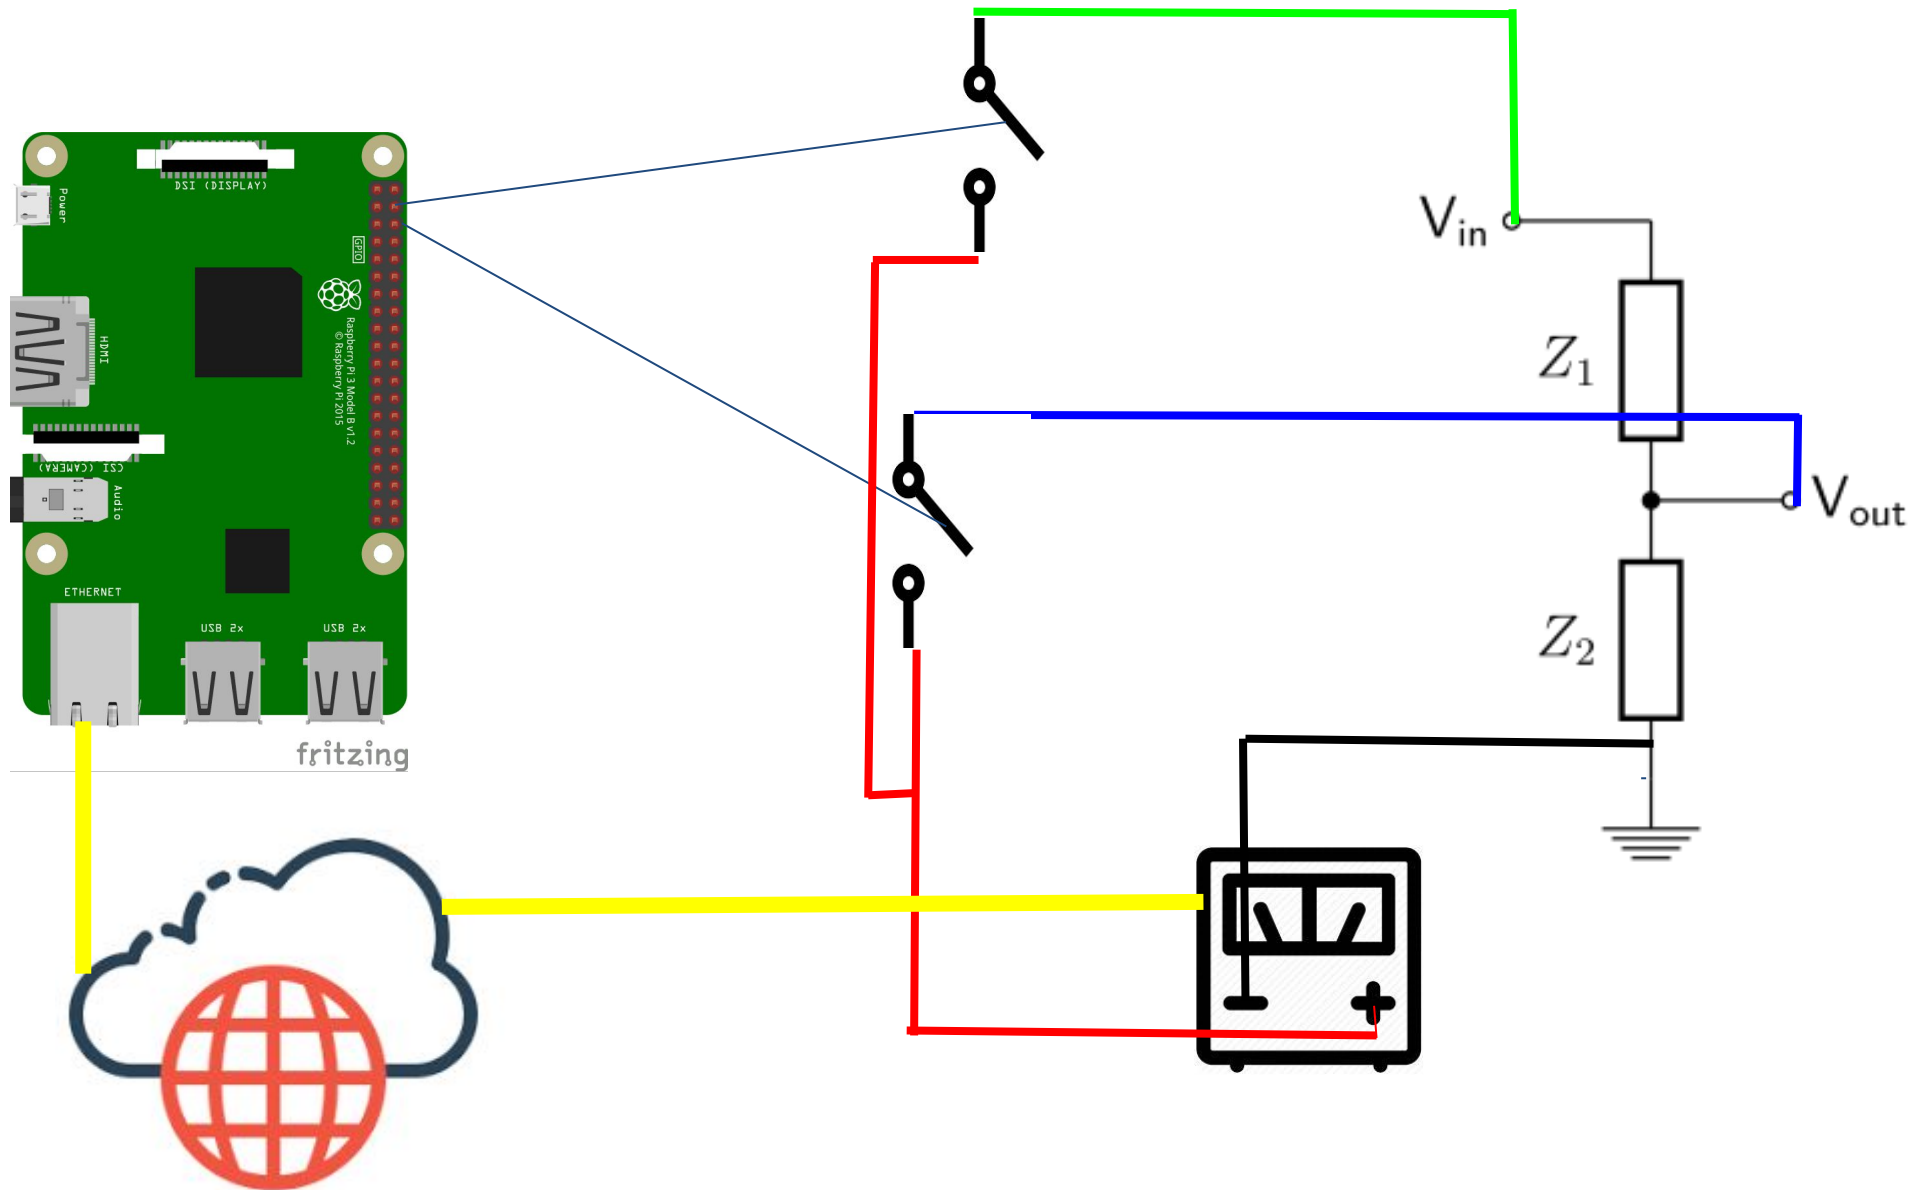 DSI (DISPLAY)
Power
GPIO
HDMI
Raspberry Pi 3 Model B v1.2
© Raspberry Pi 2015
CSI (CAMERA)
Audio
ETHERNET
USB 2x
USB 2x
fritzing
Vin
Z1
Vout
Z2